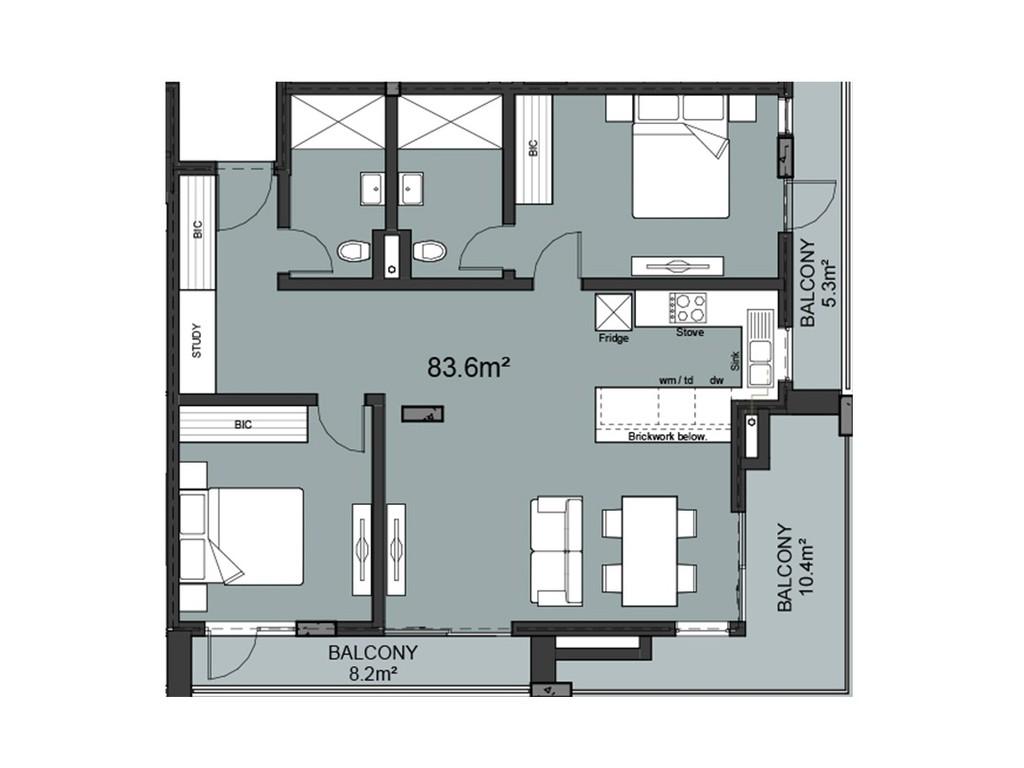 BIC
BIC
BALCONY
5.3m²
STUDY
Fridge
Stove
Sink
83.6m²
wm / td
dw
BIC
Brickwork below.
BALCONY
10.4m²
BALCONY
8.2m²